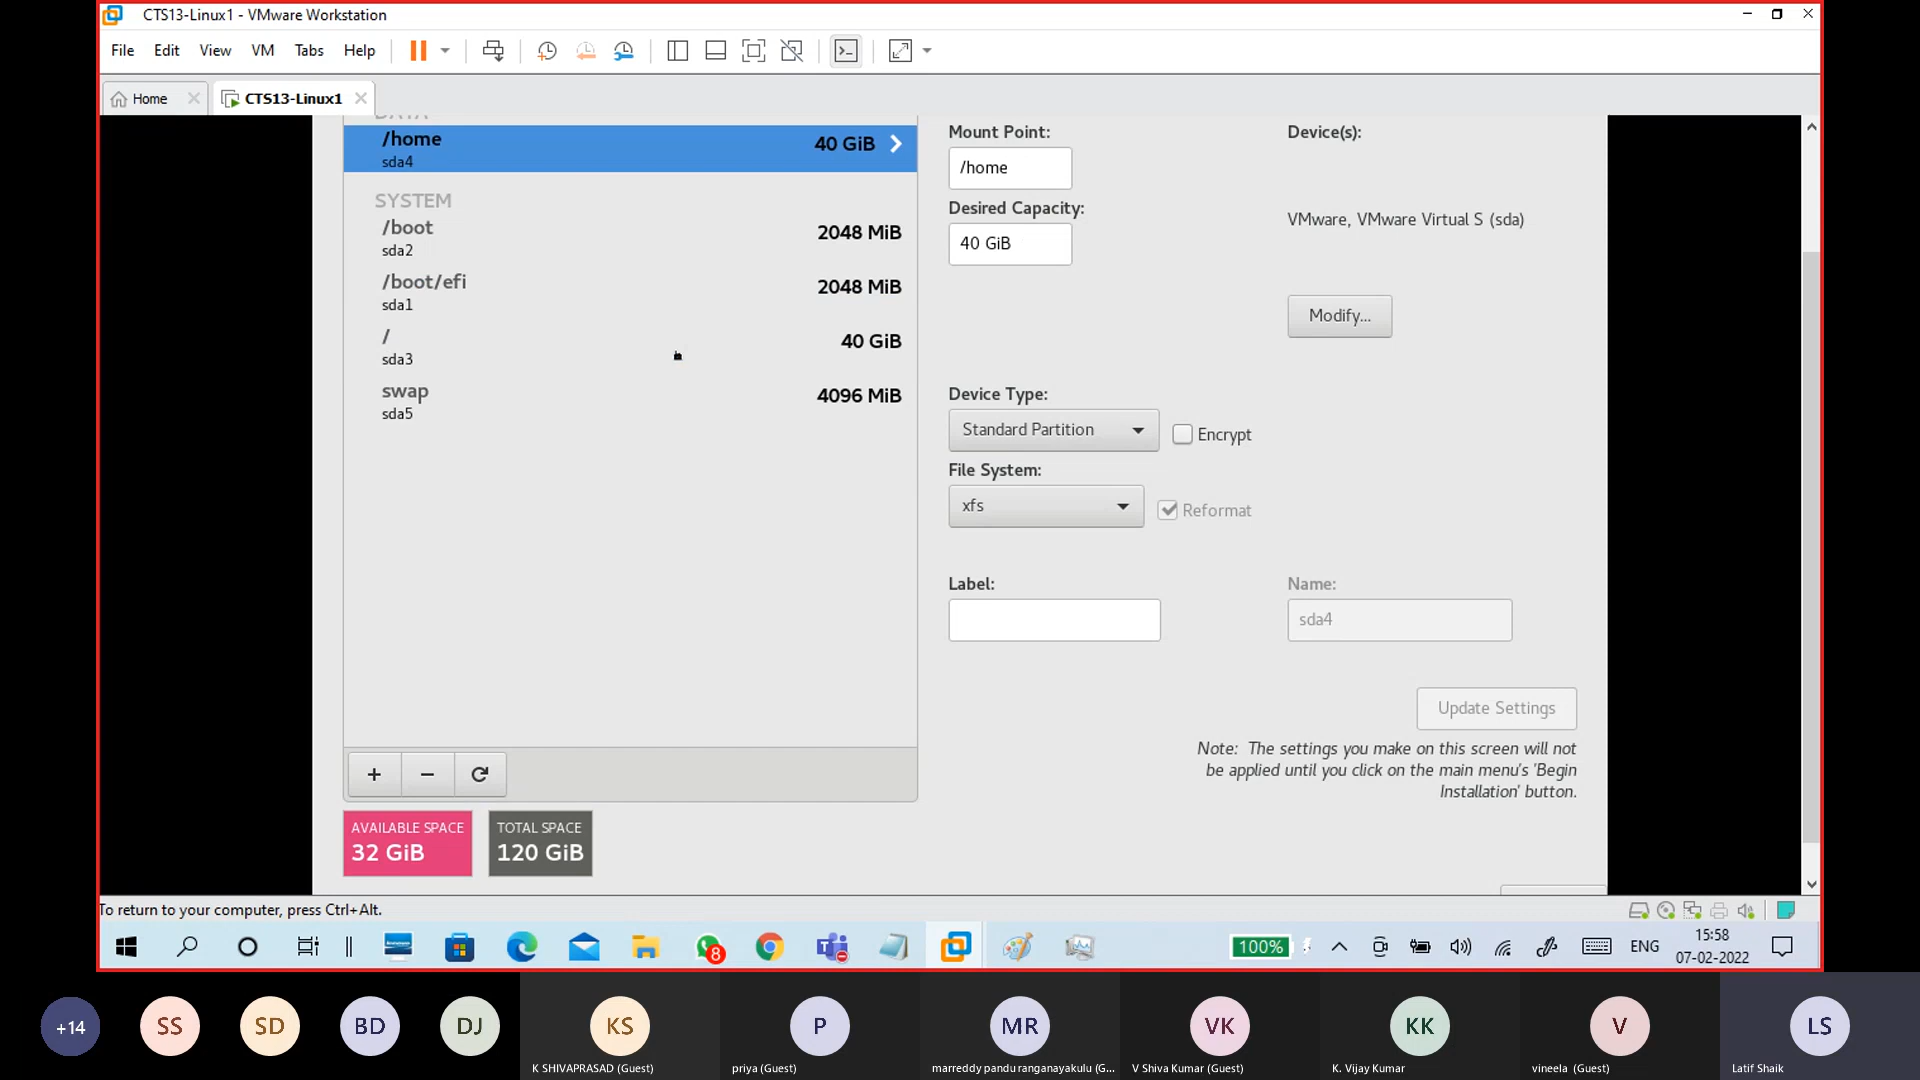 CTS13-Linux1 - VMware Workstation
File Edit View VM Tabs Help
Home
CTS13-Linux1
/home
40 GiB
sda4
SYSTEM
/boot
2048 MiB
sda2
/boot/efi
2048 MiB
sda1
/
40 GiB
sda3
swap
4096 MiB
sda5
Mount Point:
/home
Desired Capacity:
40 GiB
Device(s):
VMware, VMware Virtual S (sda)
Modify...
Device Type:
Standard Partition
Encrypt
File System:
xfs
Reformat
Label:
Name:
sda4
Update Settings
Note: The settings you make on this screen will not
be applied until you click on the main menu's 'Begin
Installation' button.
AVAILABLE SPACE
32 GiB
TOTAL SPACE
120 GiB
To return to your computer, press Ctrl+Alt.
8
100%
ENG
15:58
07-02-2022
+14
SS
SD
BD
DJ
KS
K SHIVAPRASAD (Guest)
P
priya (Guest)
MR
marreddy pandu ranganayakulu (G...
VK
V Shiva Kumar (Guest)
KK
K. Vijay Kumar
V
vineela (Guest)
LS
Latif Shaik